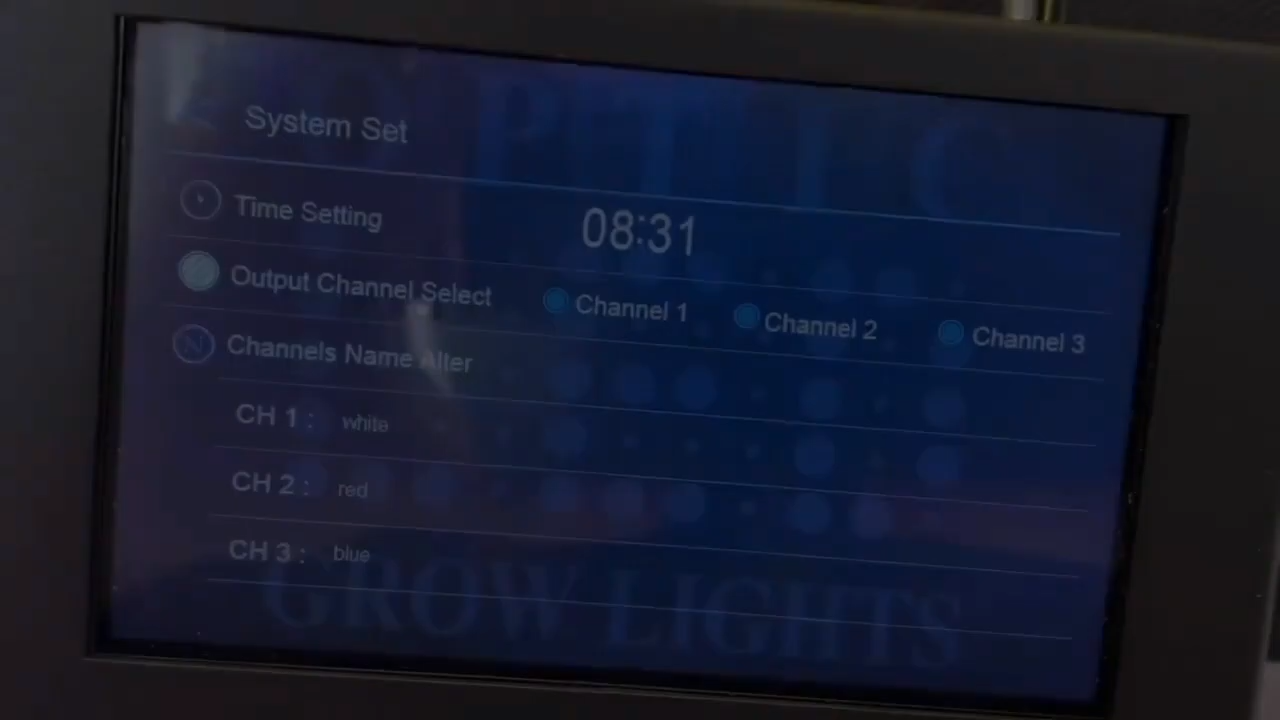 OPTIC
System Set
Time Setting 08:31
Output Channel Select Channel 1 Channel 2 Channel 3
N Channels Name Alter
CH 1 : white
CH 2 : red
CH 3 : blue
GROW LIGHTS